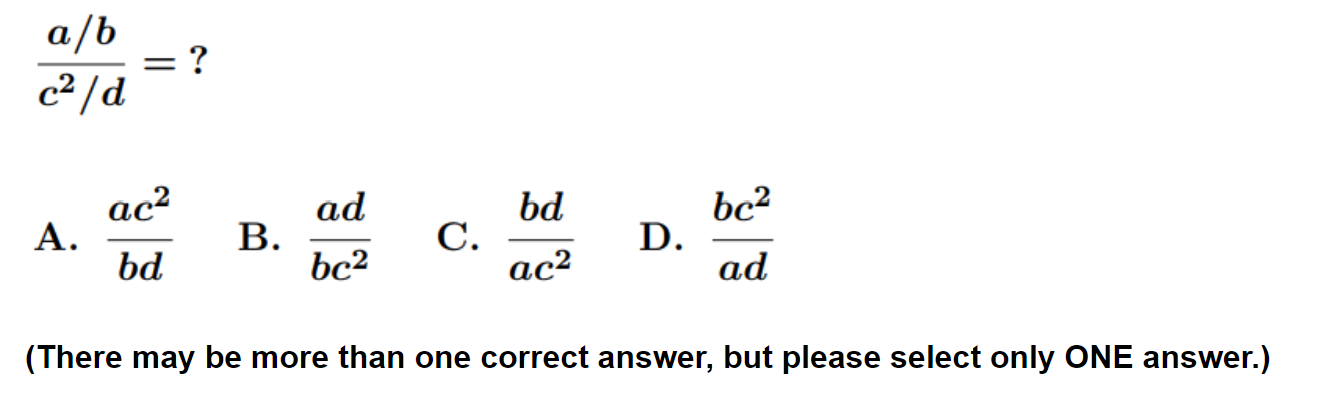 a/b
c²/d
= ?
A. ac²/bd B. ad/bc² C. bd/ac² D. bc²/ad
(There may be more than one correct answer, but please select only ONE answer.)